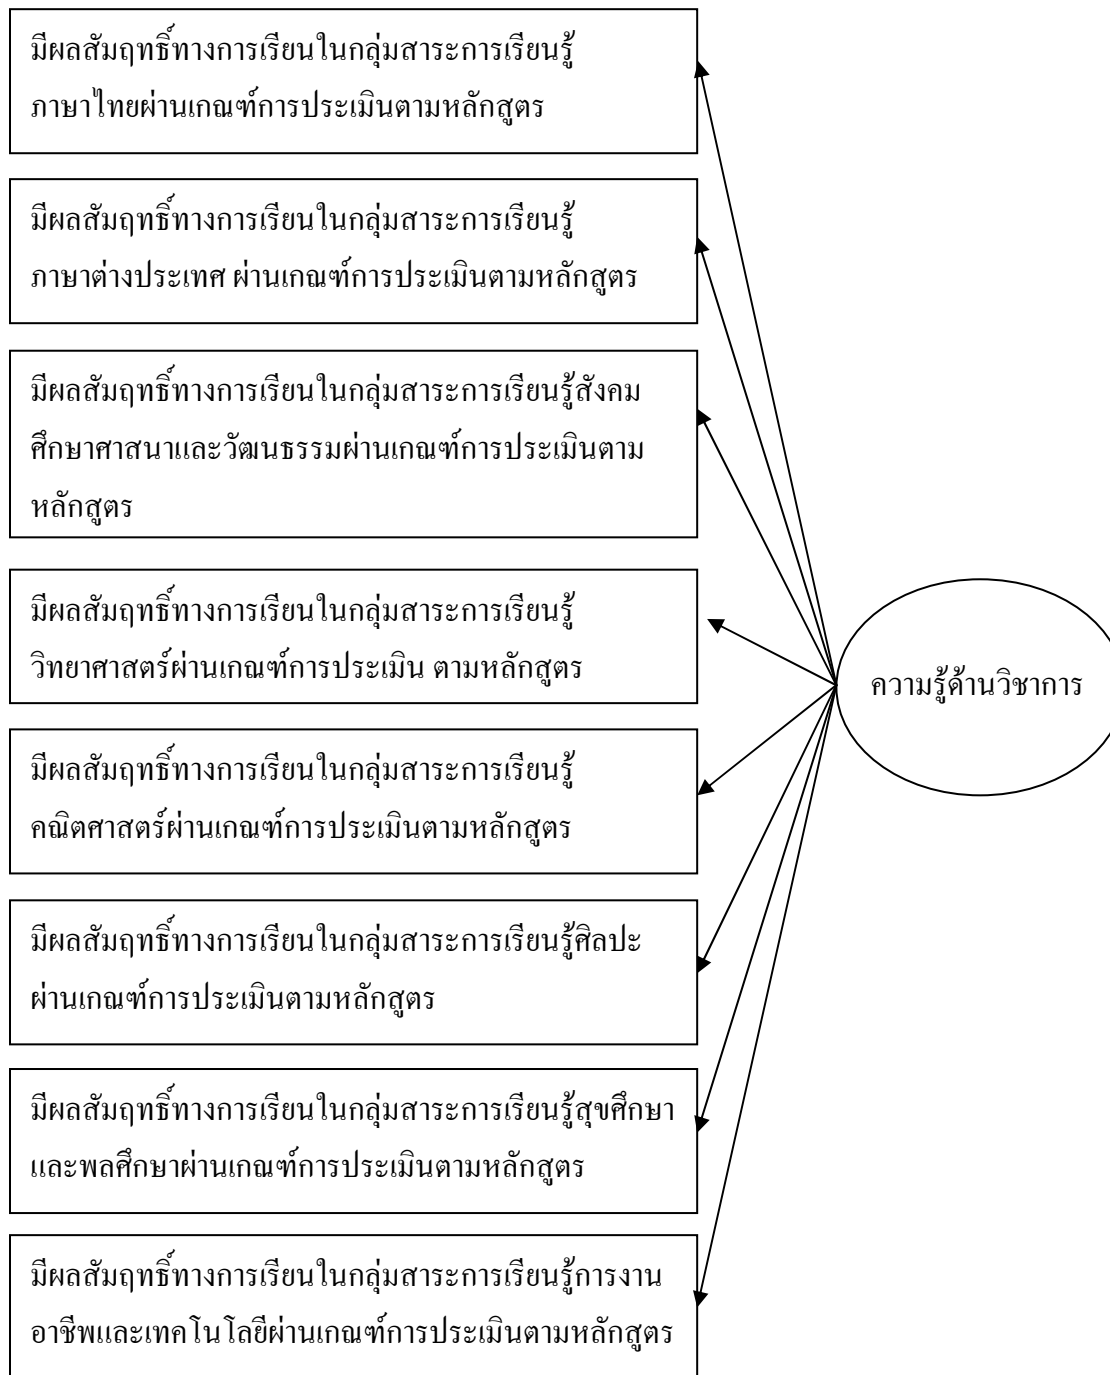 มีผลสัมฤทธิ์ทางการเรียนในกลุ่มสาระการเรียนรู้
ภาษาไทยผ่านเกณฑ์การประเมินตามหลักสูตร
มีผลสัมฤทธิ์ทางการเรียนในกลุ่มสาระการเรียนรู้
ภาษาต่างประเทศ ผ่านเกณฑ์การประเมินตามหลักสูตร
มีผลสัมฤทธิ์ทางการเรียนในกลุ่มสาระการเรียนรู้สังคม
ศึกษาศาสนาและวัฒนธรรมผ่านเกณฑ์การประเมินตาม
หลักสูตร
มีผลสัมฤทธิ์ทางการเรียนในกลุ่มสาระการเรียนรู้
วิทยาศาสตร์ผ่านเกณฑ์การประเมิน ตามหลักสูตร
ความรู้ด้านวิชาการ
มีผลสัมฤทธิ์ทางการเรียนในกลุ่มสาระการเรียนรู้
คณิตศาสตร์ผ่านเกณฑ์การประเมินตามหลักสูตร
มีผลสัมฤทธิ์ทางการเรียนในกลุ่มสาระการเรียนรู้ศิลปะ
ผ่านเกณฑ์การประเมินตามหลักสูตร
มีผลสัมฤทธิ์ทางการเรียนในกลุ่มสาระการเรียนรู้สุขศึกษา
และพลศึกษาผ่านเกณฑ์การประเมินตามหลักสูตร
มีผลสัมฤทธิ์ทางการเรียนในกลุ่มสาระการเรียนรู้การงาน
อาชีพและเทคโนโลยีผ่านเกณฑ์การประเมินตามหลักสูตร